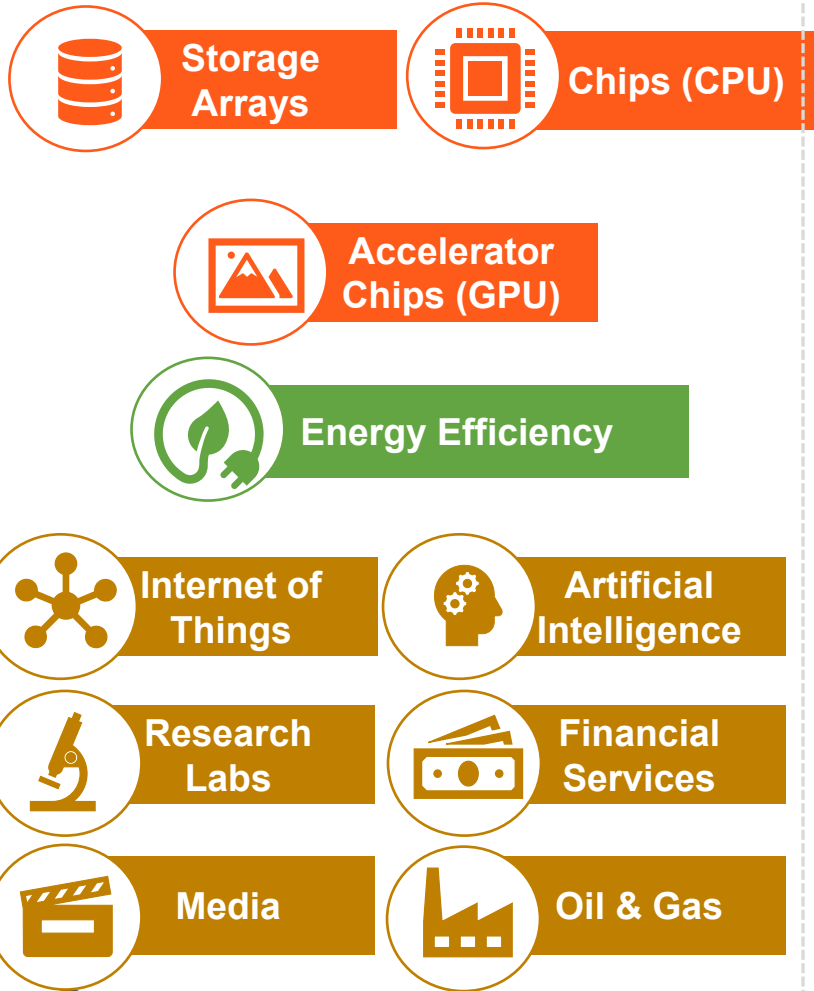 Storage
Arrays
Chips (CPU)
Accelerator
Chips (GPU)
Energy Efficiency
Internet of
Things
Artificial
Intelligence
Research
Labs
Financial
Services
Media
Oil & Gas